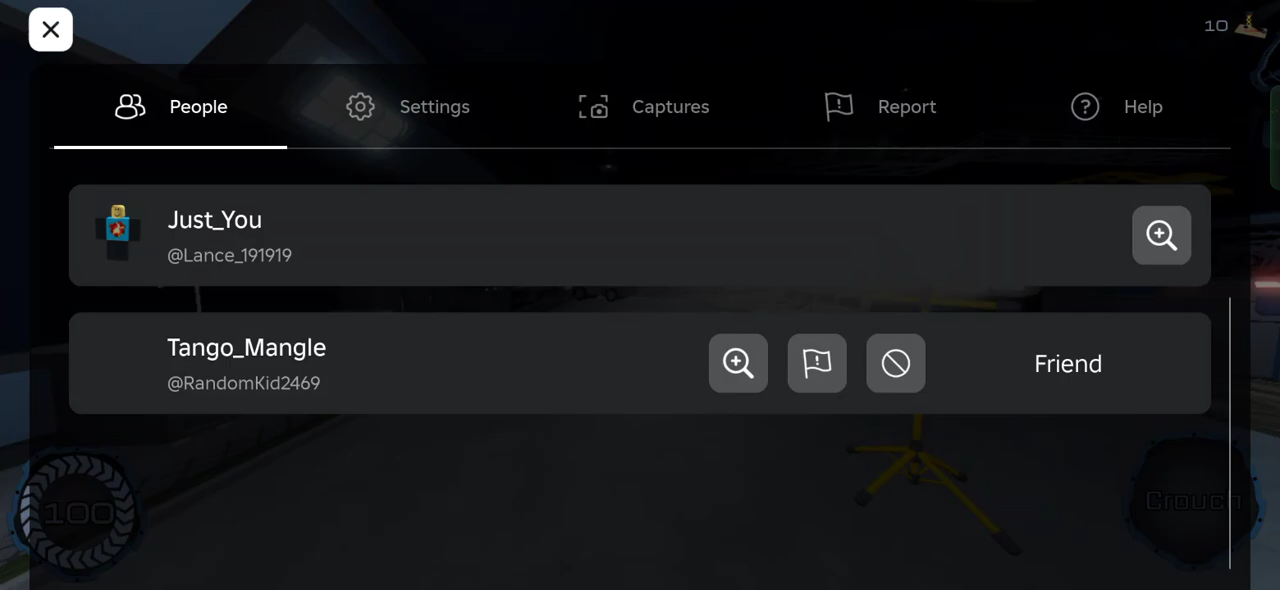 10
People
Settings
Captures
Report
Help
Just_You
@Lance_191919
Tango_Mangle
@RandomKid2469
Friend
100
Crouch